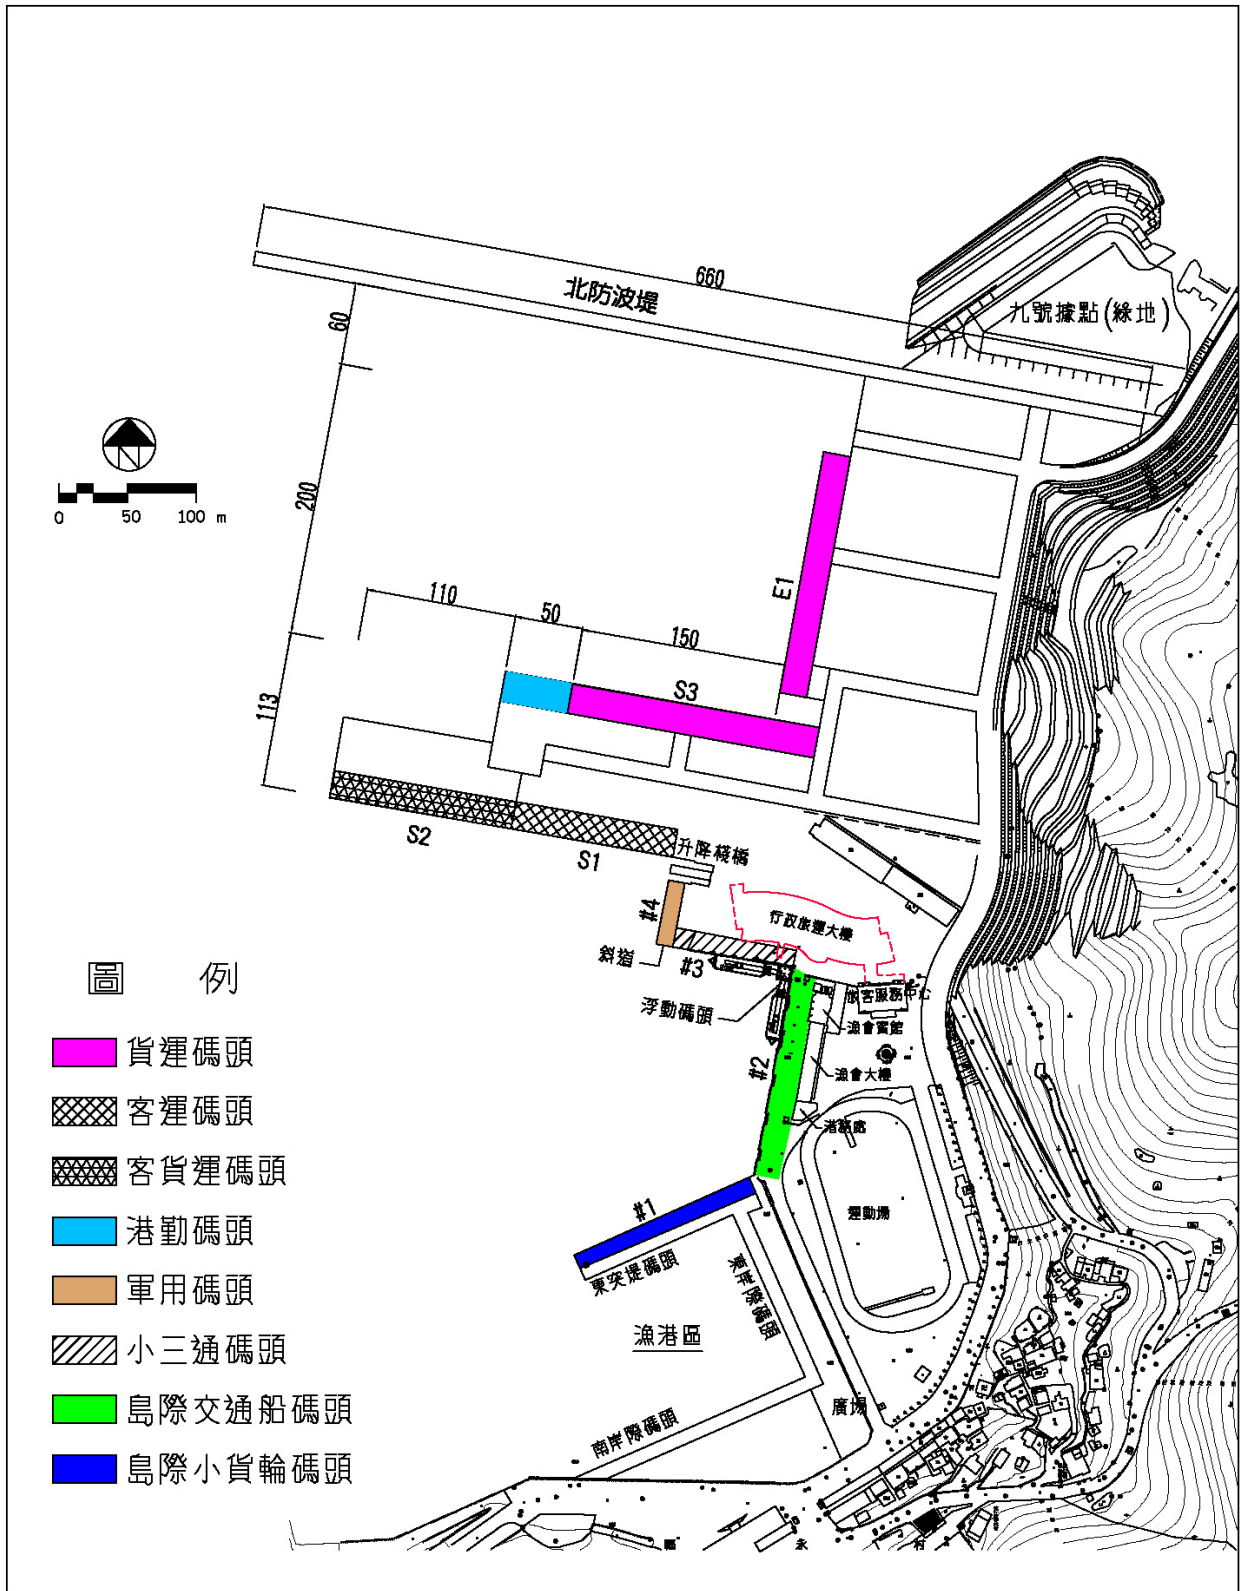 660
北防波堤
九號據點(綠地)
60
200
0 50 100 m
E1
110
50
150
S3
113
S2
S1
升降棧橋
#4
行政旅運大樓
斜道
#3
旅客服務中心
浮動碼頭
漁會賓館
#2
漁會大樓
港務處
圖 例
貨運碼頭
客運碼頭
客貨運碼頭
港勤碼頭
軍用碼頭
小三通碼頭
島際交通船碼頭
島際小貨輪碼頭
#1
運動場
東突堤碼頭
東岸際碼頭
漁港區
廣場
南岸際碼頭
福
永
村